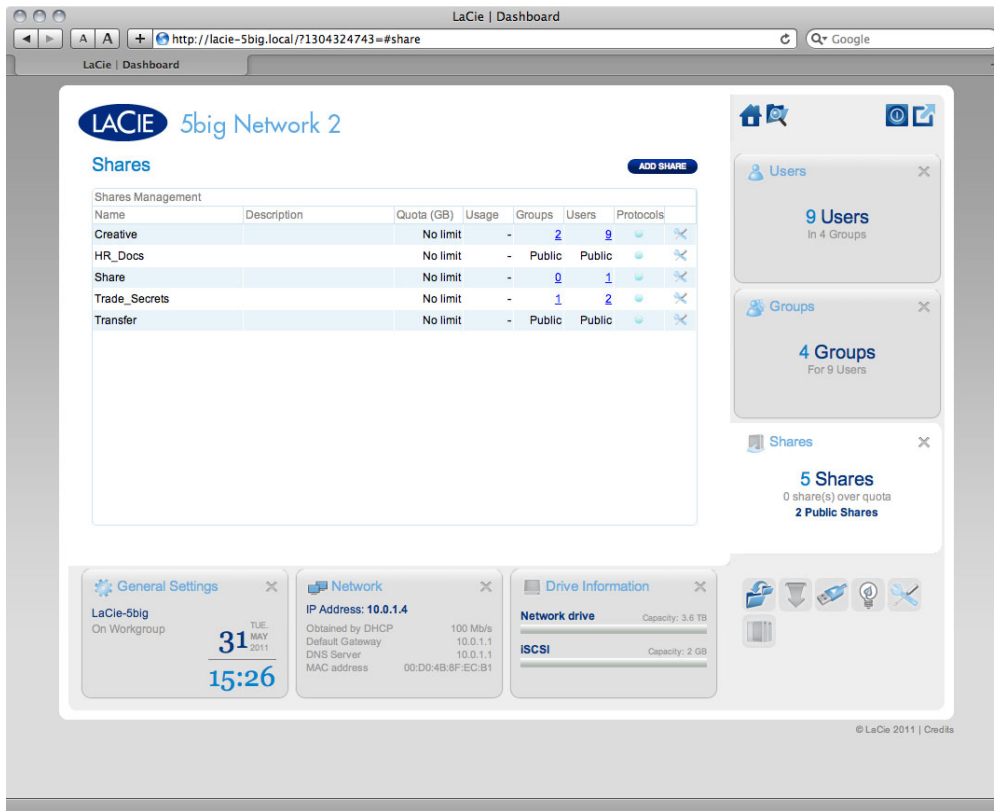 LaCie | Dashboard
A A + http://lacie-5big.local/?1304324743=#share Google
LaCie | Dashboard
LACIE 5big Network 2
Shares ADD SHARE
Shares Management
Name Description Quota (GB) Usage Groups Users Protocols
Creative No limit - 2 9
HR_Docs No limit - Public Public
Share No limit - 0 1
Trade_Secrets No limit - 1 2
Transfer No limit - Public Public
Users
9 Users
In 4 Groups
Groups
4 Groups
For 9 Users
Shares
5 Shares
0 share(s) over quota
2 Public Shares
General Settings
LaCie-5big
On Workgroup
TUE.
31 MAY
2011
15:26
Network
IP Address: 10.0.1.4
Obtained by DHCP 100 Mb/s
Default Gateway 10.0.1.1
DNS Server 10.0.1.1
MAC address 00:D0:4B:8F:EC:B1
Drive Information
Network drive Capacity: 3.6 TB
iSCSI Capacity: 2 GB
© LaCie 2011 | Credits